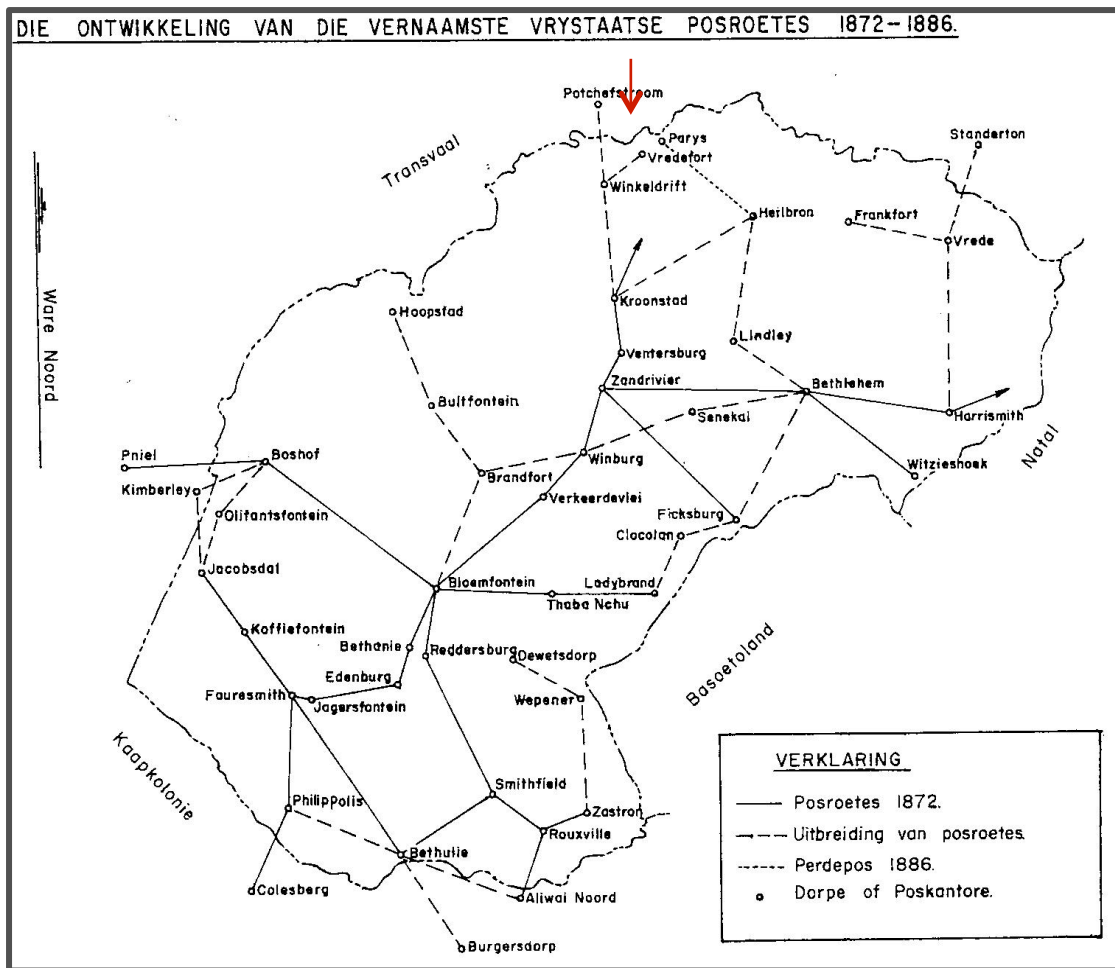 DIE ONTWIKKELING VAN DIE VERNAAMSTE VRYSTAATSE POSROETES 1872-1886.
Potchefstroom
Parys
Standerton
Vredefort
Transvaal
Winkeldrift
Heilbron
Frankfort
Vrede
Ware Noord
Kroonstad
Hoopstad
Lindley
Ventersburg
Zandrivier
Bethlehem
Bultfontein
Senekal
Harrismith
Natal
Pniel
Boshof
Winburg
Witzieshoek
Kimberley
Brandfort
Verkeerdevlei
Olifantsfontein
Ficksburg
Clocolan
Jacobsdal
Bloemfontein
Ladybrand
Thaba Nchu
Koffiefontein
Bethanie
Reddersburg
Dewetsdorp
Basoetoland
Edenburg
Fauresmith
Jagersfontein
Wepener
Kaapkolonie
VERKLARING
Posroetes 1872.
Uitbreiding van posroetes.
Perdepos 1886.
Dorpe of Poskantore.
Smithfield
Philippolis
Zastron
Rouxville
Bethulie
Colesberg
Aliwal Noord
Burgersdorp